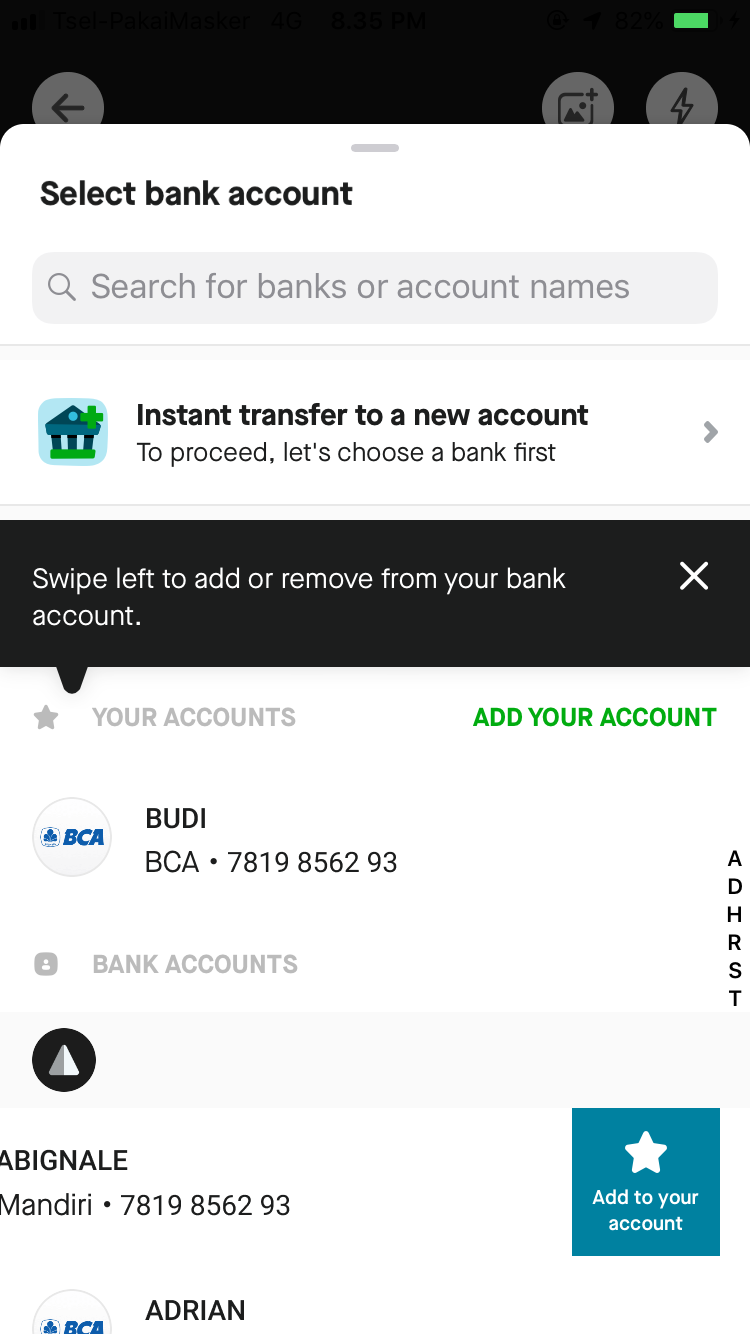 Tsel-PakaiMasker 4G 8.35 PM 82%
Select bank account
Search for banks or account names
Instant transfer to a new account
To proceed, let's choose a bank first
Swipe left to add or remove from your bank
account.
YOUR ACCOUNTS
ADD YOUR ACCOUNT
BCA
BUDI
BCA • 7819 8562 93
A
D
H
R
S
T
BANK ACCOUNTS
ABIGNALE
Mandiri • 7819 8562 93
Add to your
account
BCA
ADRIAN